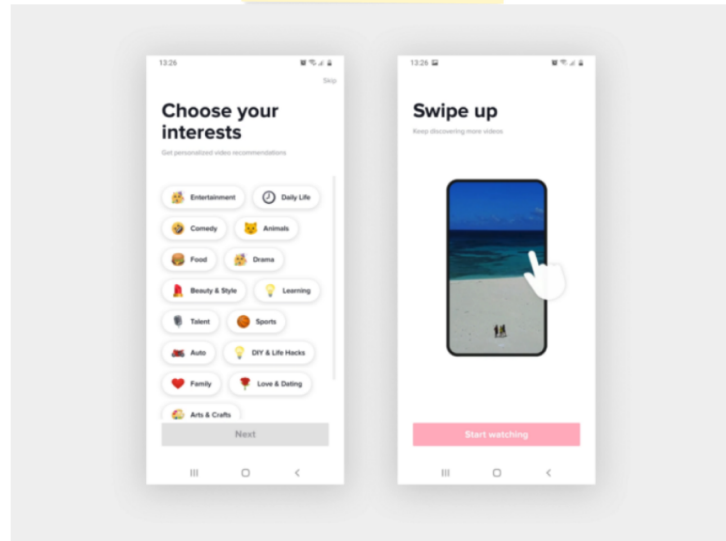 13:26
Skip
Choose your
interests
Get personalized video recommendations
Entertainment
Daily Life
Comedy
Animals
Food
Drama
Beauty & Style
Learning
Talent
Sports
Auto
DIY & Life Hacks
Family
Love & Dating
Arts & Crafts
Next
13:26
Swipe up
Keep discovering more videos
Start watching